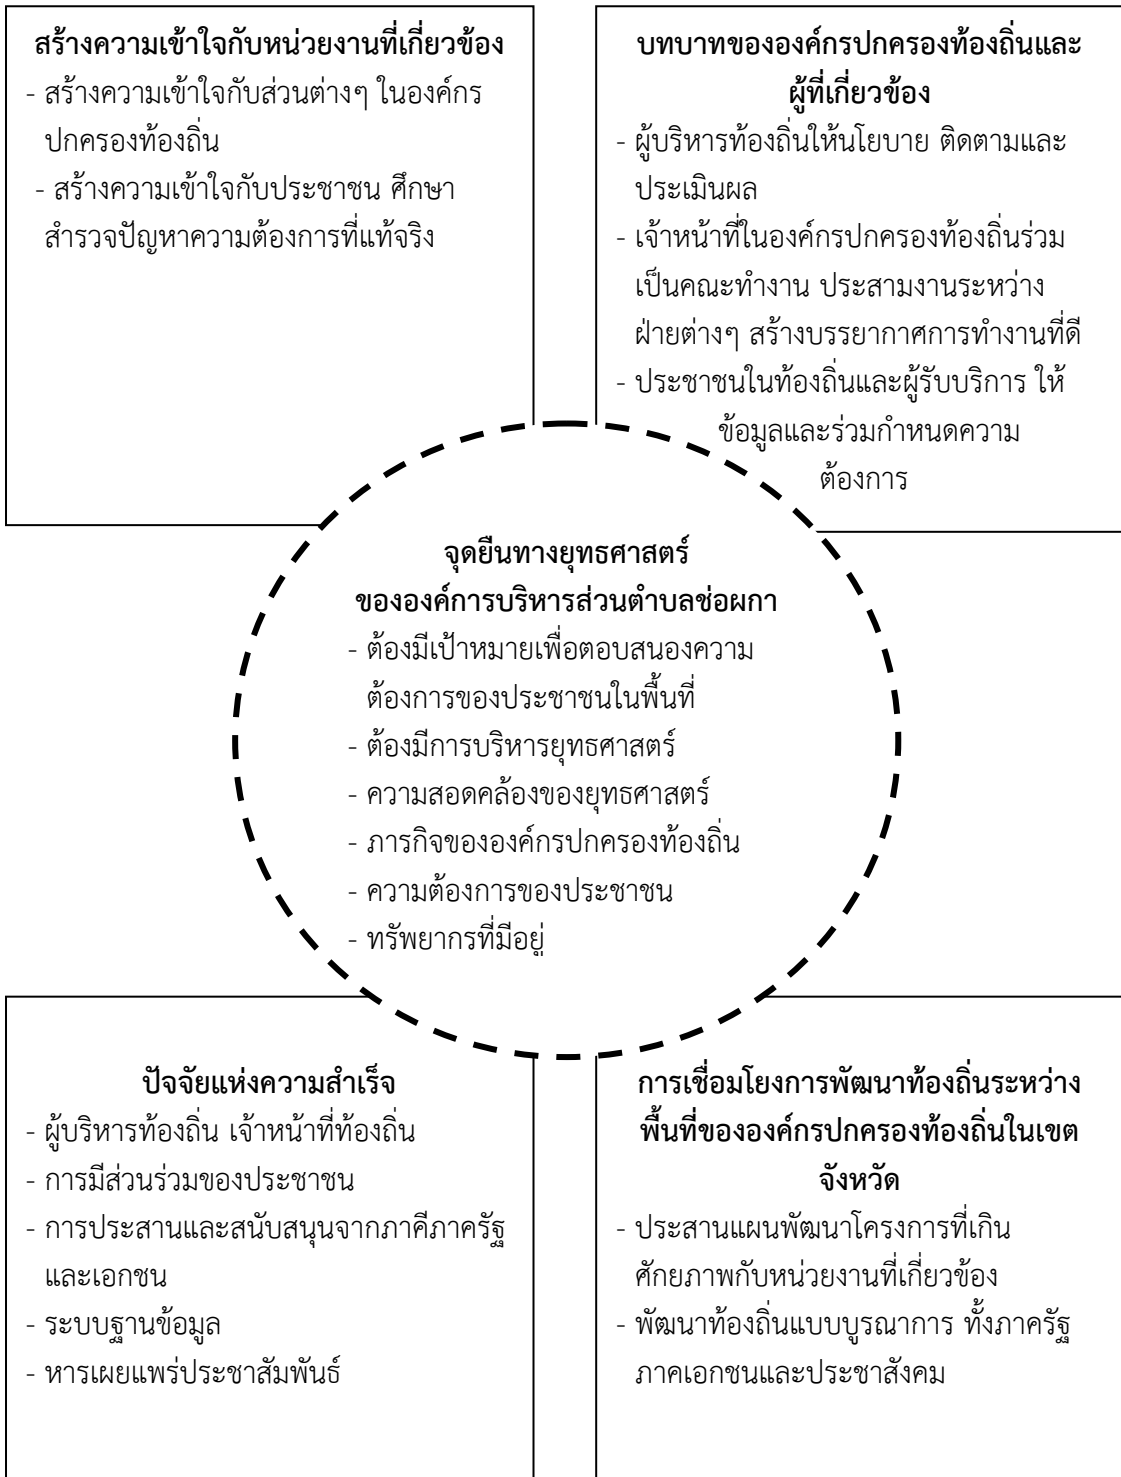 สร้างความเข้าใจกับหน่วยงานที่เกี่ยวข้อง
- สร้างความเข้าใจกับส่วนต่างๆ ในองค์กร
ปกครองท้องถิ่น
- สร้างความเข้าใจกับประชาชน ศึกษา
สำรวจปัญหาความต้องการที่แท้จริง
บทบาทขององค์กรปกครองท้องถิ่นและ
ผู้ที่เกี่ยวข้อง
- ผู้บริหารท้องถิ่นให้นโยบาย ติดตามและ
ประเมินผล
- เจ้าหน้าที่ในองค์กรปกครองท้องถิ่นร่วม
เป็นคณะทำงาน ประสามงานระหว่าง
ฝ่ายต่างๆ สร้างบรรยากาศการทำงานที่ดี
- ประชาชนในท้องถิ่นและผู้รับบริการ ให้
ข้อมูลและร่วมกำหนดความ
ต้องการ
จุดยืนทางยุทธศาสตร์
ขององค์การบริหารส่วนตำบลช่อผกา
- ต้องมีเป้าหมายเพื่อตอบสนองความ
ต้องการของประชาชนในพื้นที่
- ต้องมีการบริหารยุทธศาสตร์
- ความสอดคล้องของยุทธศาสตร์
- ภารกิจขององค์กรปกครองท้องถิ่น
- ความต้องการของประชาชน
- ทรัพยากรที่มีอยู่
ปัจจัยแห่งความสำเร็จ
- ผู้บริหารท้องถิ่น เจ้าหน้าที่ท้องถิ่น
- การมีส่วนร่วมของประชาชน
- การประสานและสนับสนุนจากภาคีภาครัฐ
และเอกชน
- ระบบฐานข้อมูล
- หารเผยแพร่ประชาสัมพันธ์
การเชื่อมโยงการพัฒนาท้องถิ่นระหว่าง
พื้นที่ขององค์กรปกครองท้องถิ่นในเขต
จังหวัด
- ประสานแผนพัฒนาโครงการที่เกิน
ศักยภาพกับหน่วยงานที่เกี่ยวข้อง
- พัฒนาท้องถิ่นแบบบูรณาการ ทั้งภาครัฐ
ภาคเอกชนและประชาสังคม